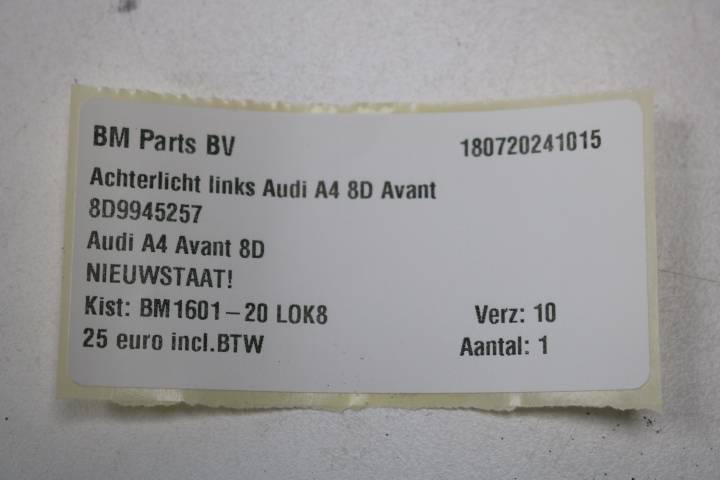 BM Parts BV 180720241015
Achterlicht links Audi A4 8D Avant
8D9945257
Audi A4 Avant 8D
NIEUWSTAAT!
Kist: BM1601-20 LOK8 Verz: 10
25 euro incl.BTW Aantal: 1